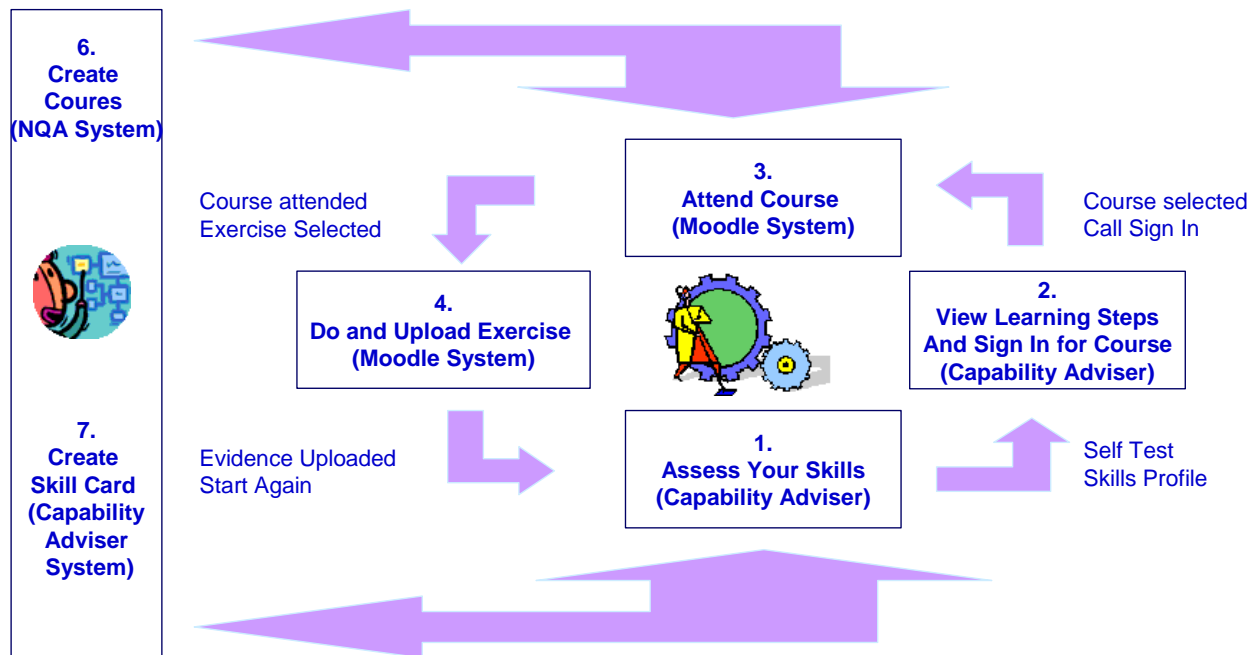 6.
Create
Coures
(NQA System)
3.
Attend Course
(Moodle System)
Course attended
Exercise Selected
Course selected
Call Sign In
4.
Do and Upload Exercise
(Moodle System)
2.
View Learning Steps
And Sign In for Course
(Capability Adviser)
7.
Create
Skill Card
(Capability
Adviser
System)
Evidence Uploaded
Start Again
1.
Assess Your Skills
(Capability Adviser)
Self Test
Skills Profile